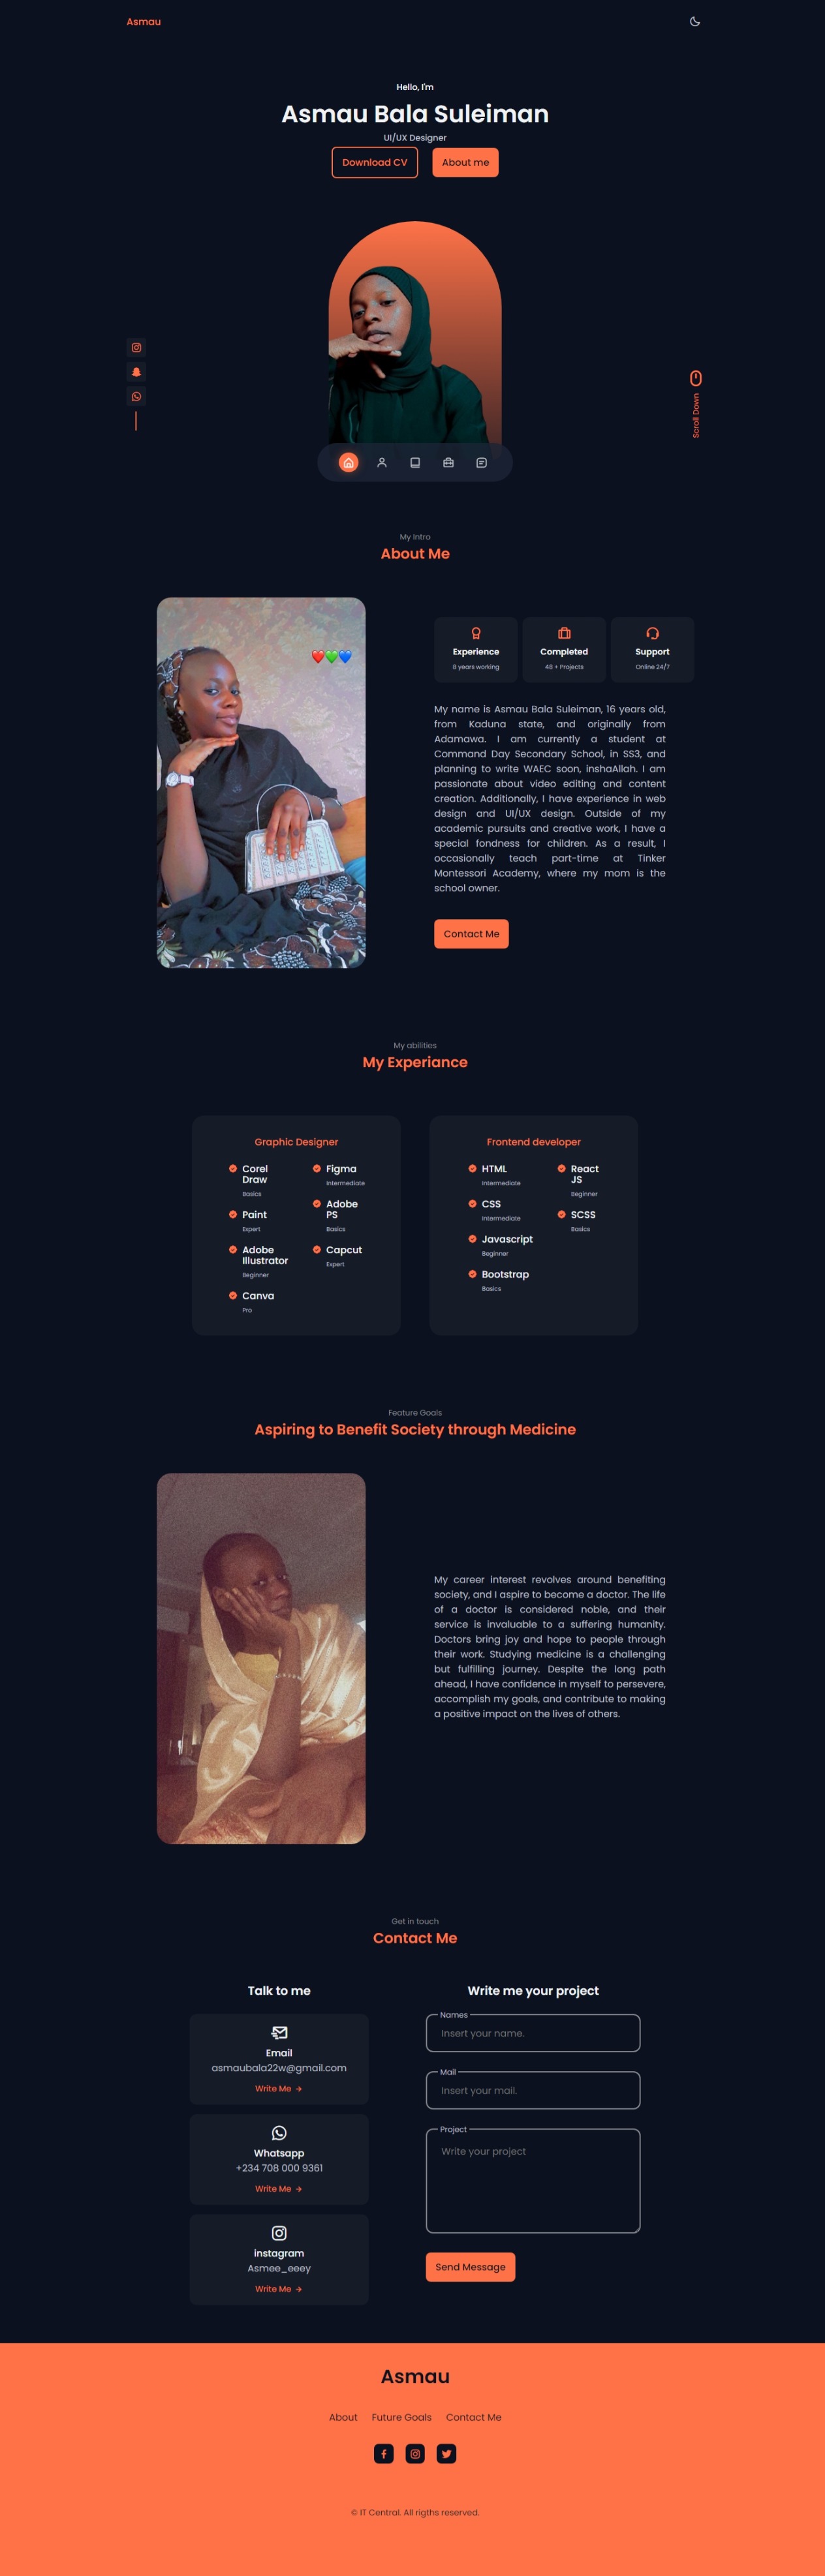 Asmau
Hello, I'm
Asmau Bala Suleiman
UI/UX Designer
Download CV
About me
Scroll Down
My Intro
About Me
Experience
8 years working
Completed
48 + Projects
Support
Online 24/7
My name is Asmau Bala Suleiman, 16 years old,
from Kaduna state, and originally from
Adamawa. I am currently a student at
Command Day Secondary School, in SS3, and
planning to write WAEC soon, inshaAllah. I am
passionate about video editing and content
creation. Additionally, I have experience in web
design and UI/UX design. Outside of my
academic pursuits and creative work, I have a
special fondness for children. As a result, I
occasionally teach part-time at Tinker
Montessori Academy, where my mom is the
school owner.
Contact Me
My abilities
My Experiance
Graphic Designer
Corel
Draw
Basics
Paint
Expert
Adobe
Illustrator
Beginner
Canva
Pro
Figma
Intermediate
Adobe
PS
Basics
Capcut
Expert
Frontend developer
HTML
Intermediate
CSS
Intermediate
Javascript
Beginner
Bootstrap
Basics
React
JS
Beginner
SCSS
Basics
Feature Goals
Aspiring to Benefit Society through Medicine
My career interest revolves around benefiting
society, and I aspire to become a doctor. The life
of a doctor is considered noble, and their
service is invaluable to a suffering humanity.
Doctors bring joy and hope to people through
their work. Studying medicine is a challenging
but fulfilling journey. Despite the long path
ahead, I have confidence in myself to persevere,
accomplish my goals, and contribute to making
a positive impact on the lives of others.
Get in touch
Contact Me
Talk to me
Email
asmaubala22w@gmail.com
Write Me →
Whatsapp
+234 708 000 9361
Write Me →
instagram
Asmee_eeey
Write Me →
Write me your project
Names
Insert your name.
Mail
Insert your mail.
Project
Write your project
Send Message
Asmau
About
Future Goals
Contact Me
© IT Central. All rigths reserved.